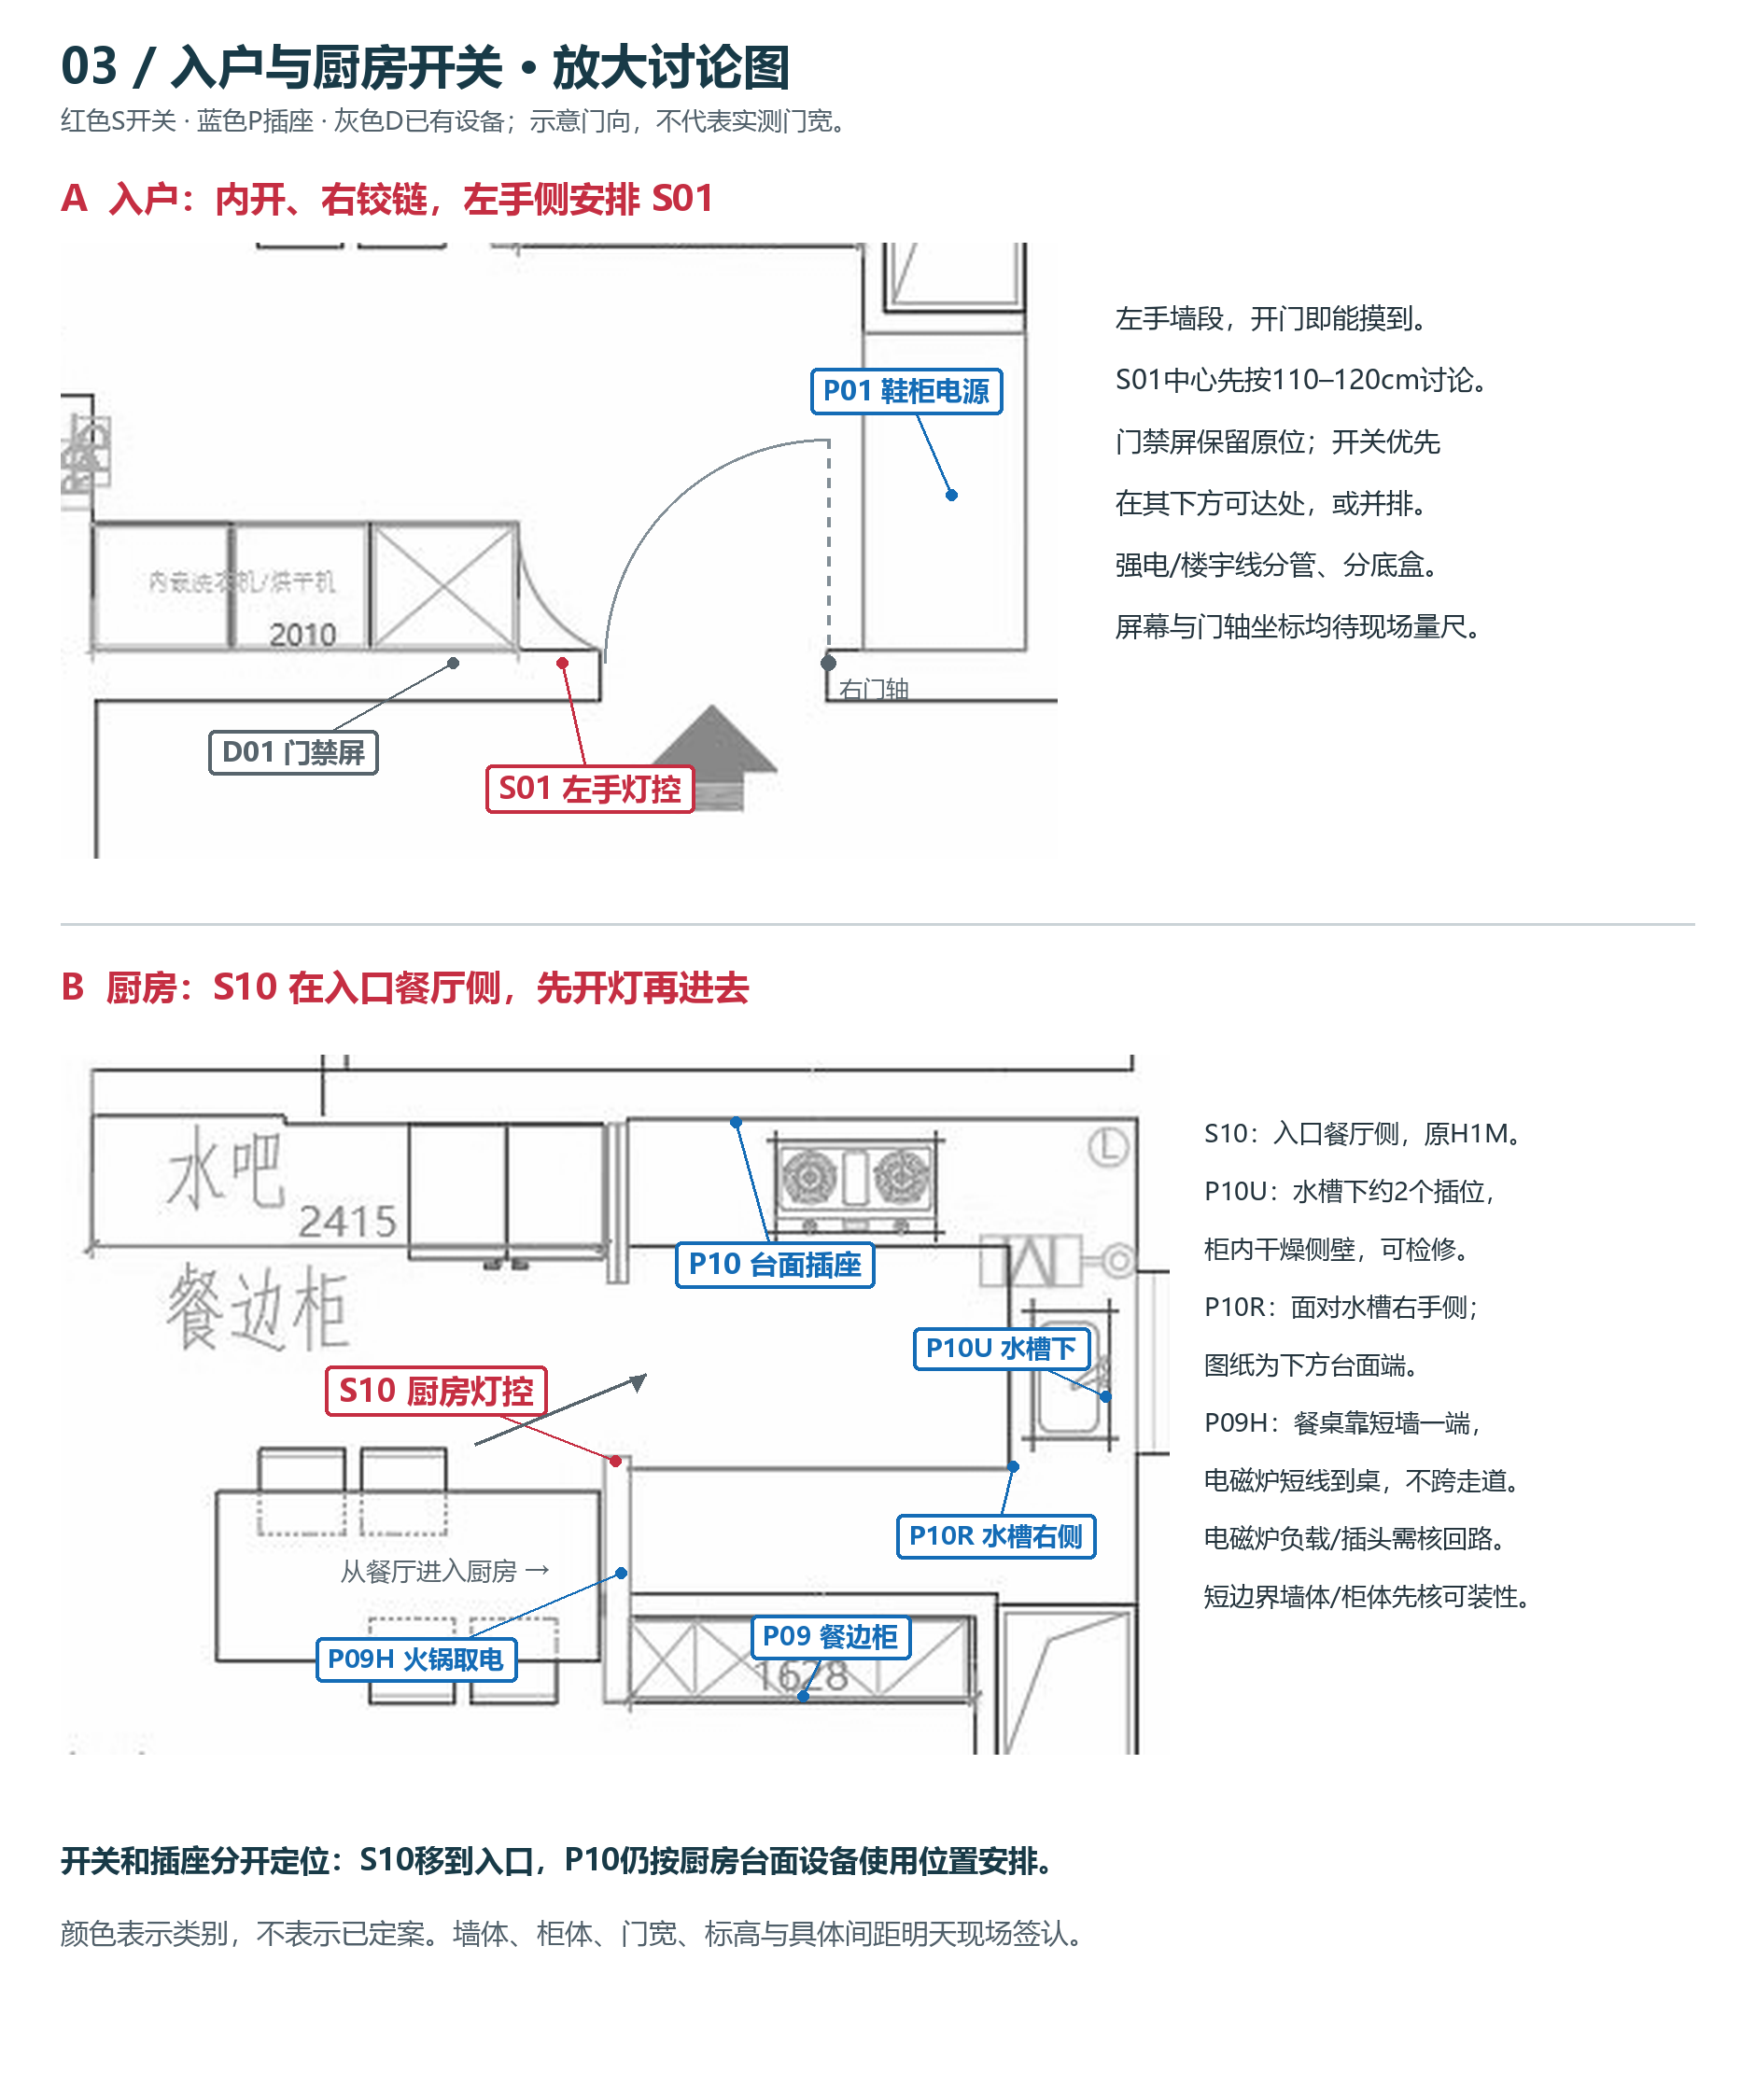 03 / 入户与厨房开关 • 放大讨论图
红色S开关 · 蓝色P插座 · 灰色D已有设备；示意门向，不代表实测门宽。
A 入户：内开、右铰链，左手侧安排 S01
P01 鞋柜电源
内嵌洗衣机/烘干机
2010
右门轴
D01 门禁屏
S01 左手灯控
左手墙段，开门即能摸到。
S01中心先按110–120cm讨论。
门禁屏保留原位；开关优先
在其下方可达处，或并排。
强电/楼宇线分管、分底盒。
屏幕与门轴坐标均待现场量尺。
B 厨房：S10 在入口餐厅侧，先开灯再进去
水吧
2415
餐边柜
L
P10 台面插座
P10U 水槽下
S10 厨房灯控
P10R 水槽右侧
从餐厅进入厨房 →
P09H 火锅取电
P09 餐边柜
1628
S10：入口餐厅侧，原H1M。
P10U：水槽下约2个插位，
柜内干燥侧壁，可检修。
P10R：面对水槽右手侧；
图纸为下方台面端。
P09H：餐桌靠短墙一端，
电磁炉短线到桌，不跨走道。
电磁炉负载/插头需核回路。
短边界墙体/柜体先核可装性。
开关和插座分开定位：S10移到入口，P10仍按厨房台面设备使用位置安排。
颜色表示类别，不表示已定案。墙体、柜体、门宽、标高与具体间距明天现场签认。